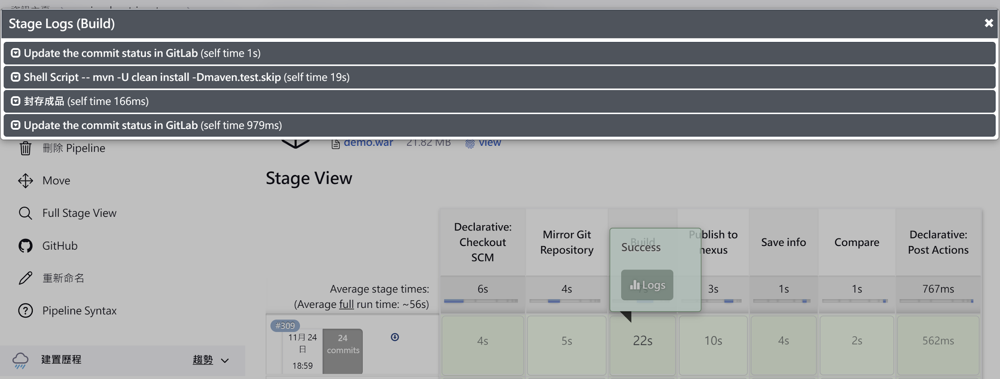 Stage Logs (Build)
Update the commit status in GitLab (self time 1s)
Shell Script -- mvn -U clean install -Dmaven.test.skip (self time 19s)
封存成品 (self time 166ms)
Update the commit status in GitLab (self time 979ms)
刪除 Pipeline
Move
Full Stage View
GitHub
重新命名
Pipeline Syntax
建置歷程 趨勢
demo.war 21.82 MB view
Stage View
Declarative:
Checkout
SCM
Mirror Git
Repository
Build
Success
Logs
Publish to
nexus
Save info
Compare
Declarative:
Post Actions
Average stage times:
(Average full run time: ~56s)
6s 4s 7s 3s 1s 1s 767ms
#309
11月 24
日
18:59
24
commits
4s 5s 22s 10s 4s 2s 562ms